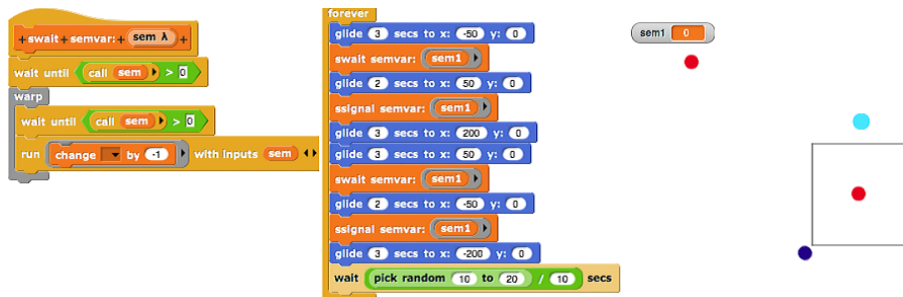 +swait+semvar:+ sem λ +
wait until call sem > 0
warp
wait until call sem > 0
run change by -1 with inputs sem
forever
glide 3 secs to x: -50 y: 0
swait semvar: sem1
glide 2 secs to x: 50 y: 0
ssignal semvar: sem1
glide 3 secs to x: 200 y: 0
glide 3 secs to x: 50 y: 0
swait semvar: sem1
glide 2 secs to x: -50 y: 0
ssignal semvar: sem1
glide 3 secs to x: -200 y: 0
wait pick random 10 to 20 / 10 secs
sem1 0